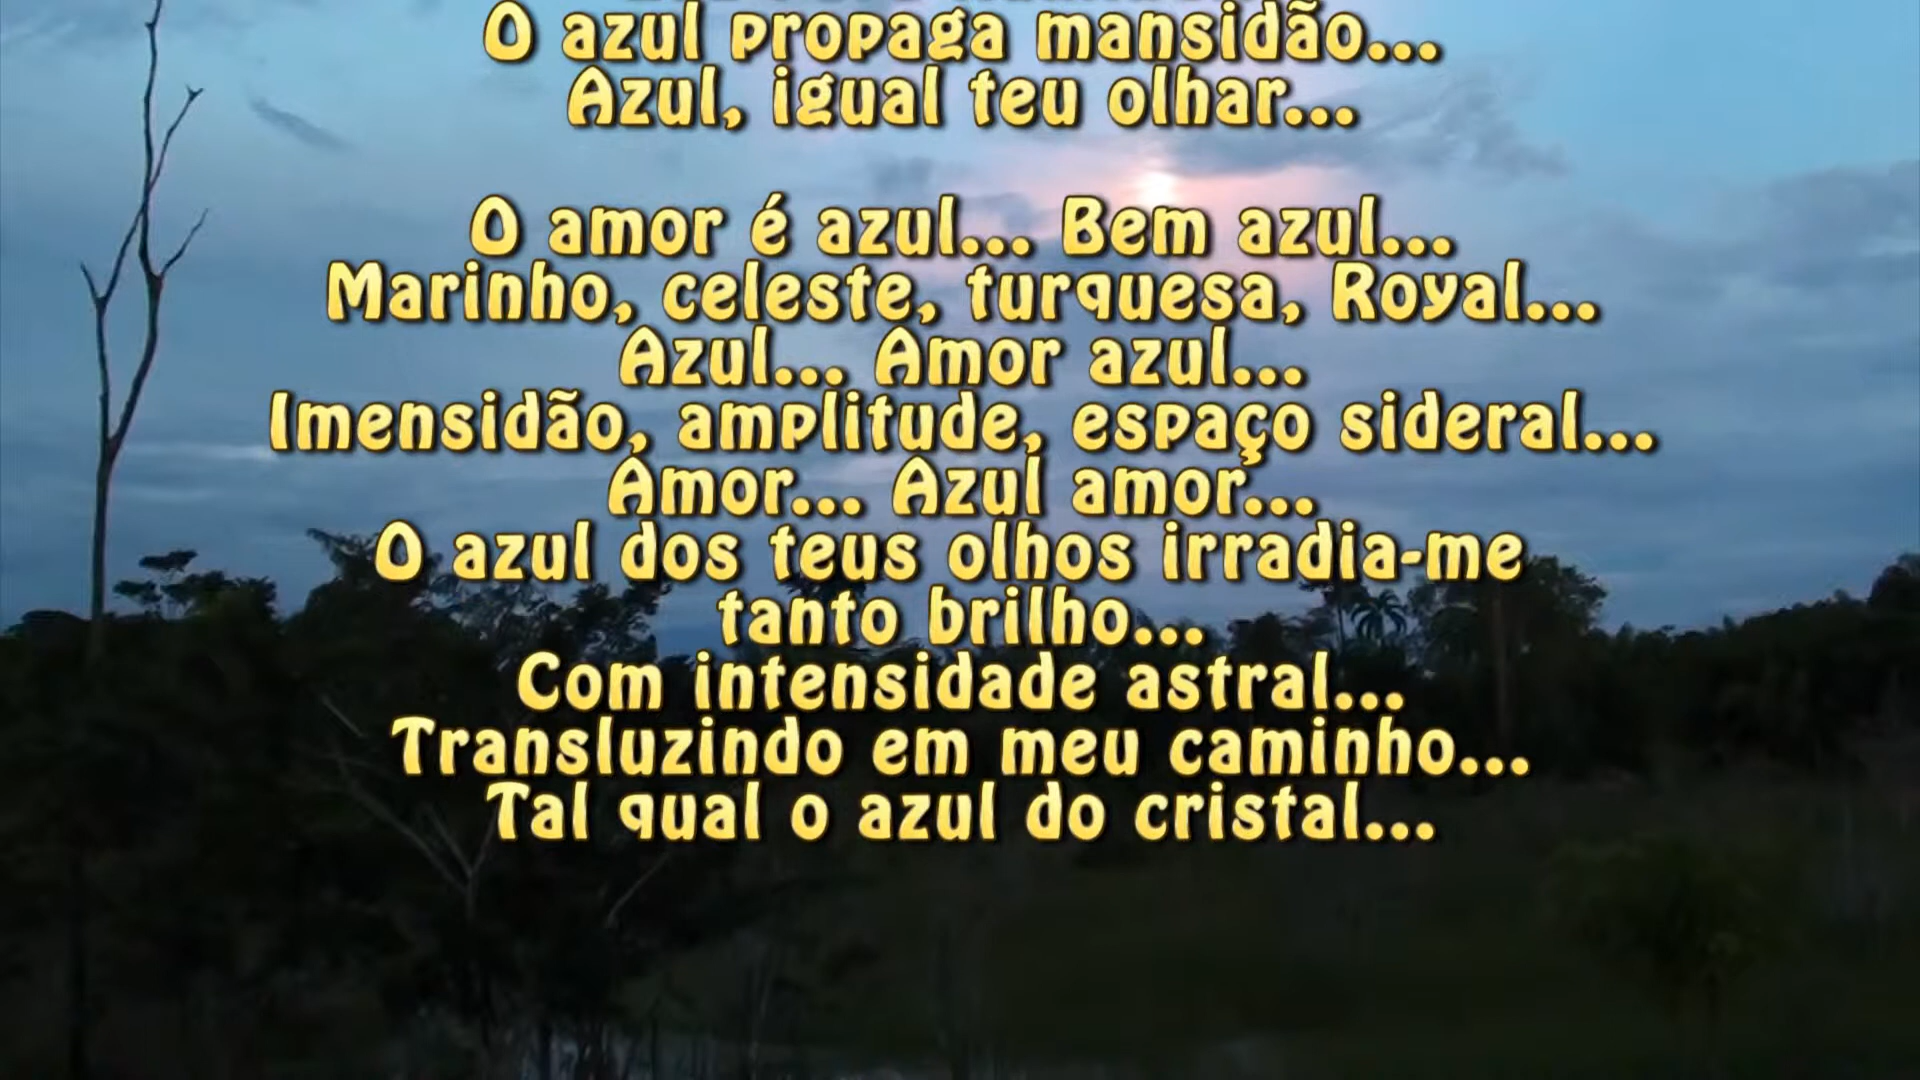 O azul propaga mansidão...
Azul, igual teu olhar...
O amor é azul... Bem azul...
Marinho, celeste, turquesa, Royal...
Azul... Amor azul...
Imensidão, amplitude, espaço sideral...
Amor... Azul amor...
O azul dos teus olhos irradia-me
tanto brilho...
Com intensidade astral...
Transluzindo em meu caminho...
Tal qual o azul do cristal...